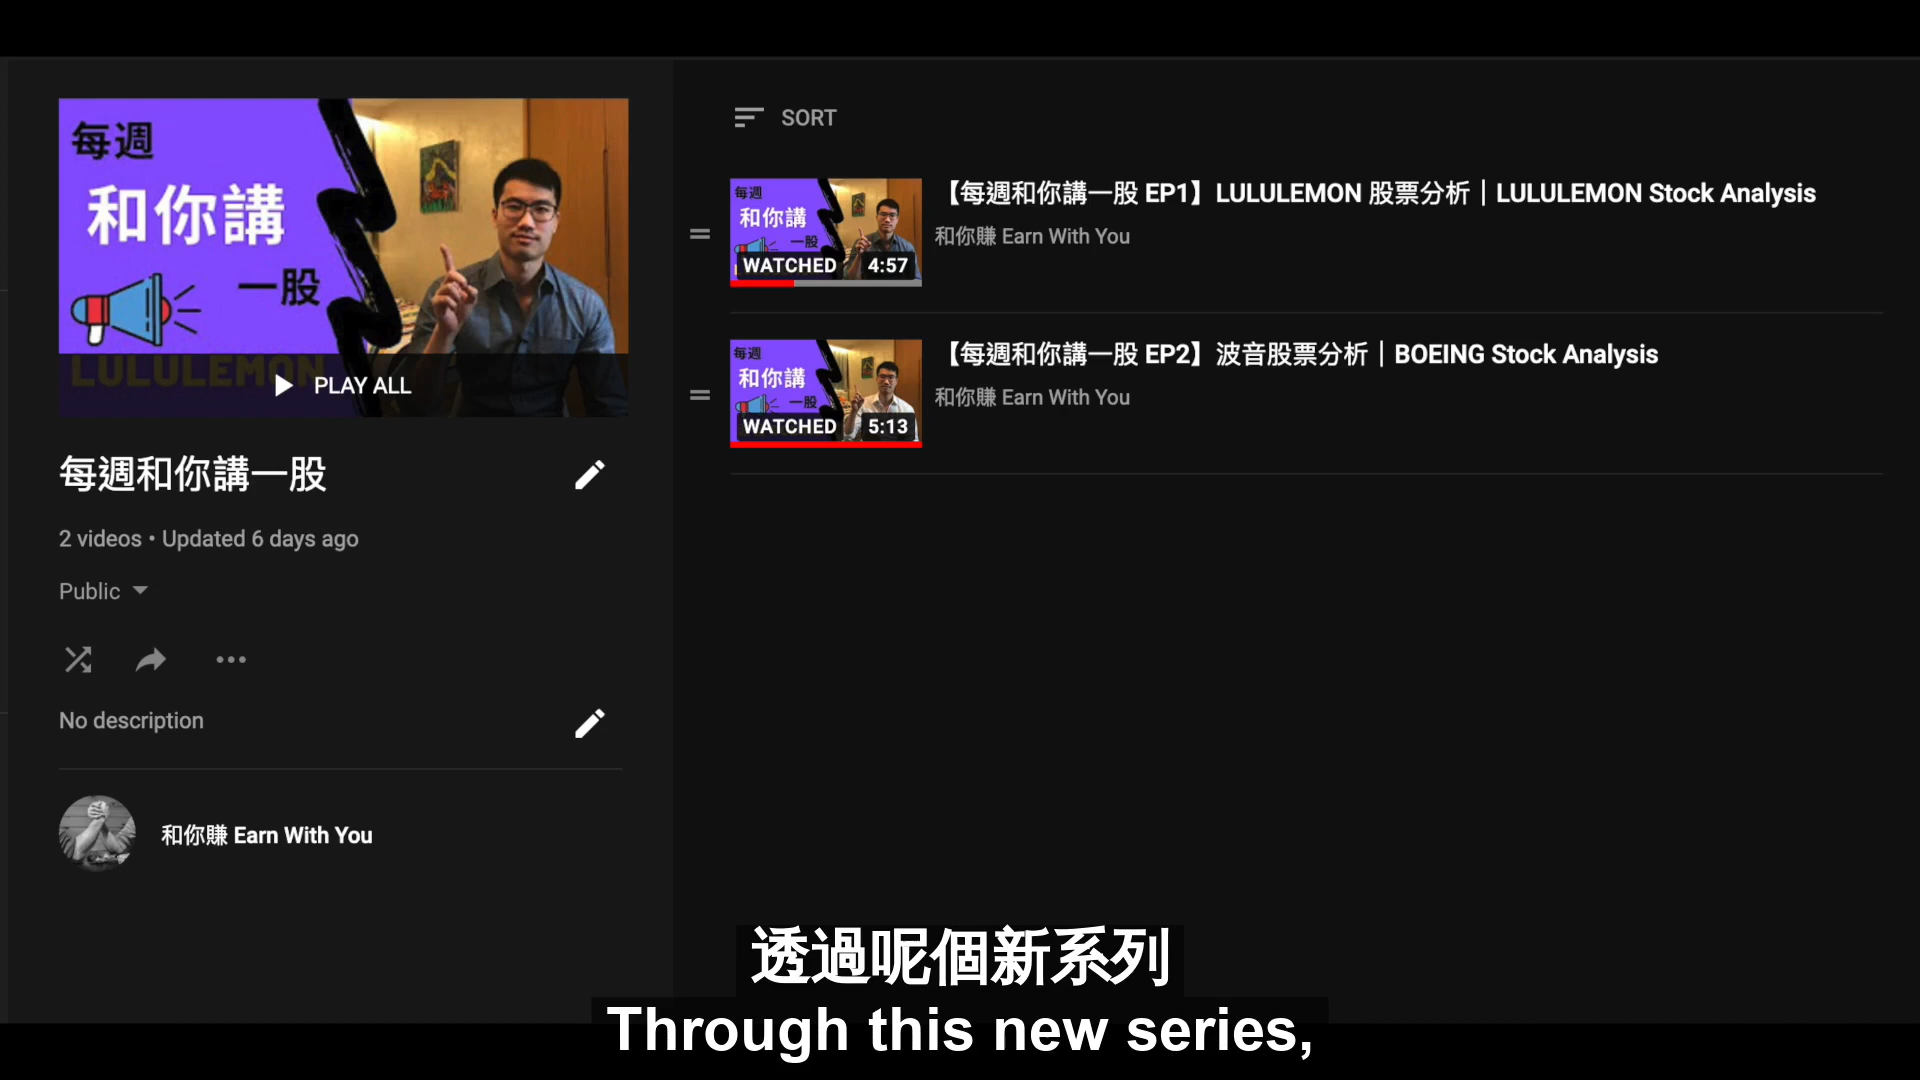 每週
和你講
一股
LULULEMON
PLAY ALL
每週和你講一股
2 videos • Updated 6 days ago
Public
No description
和你賺 Earn With You
SORT
每週
和你講
一股
WATCHED
4:57
【每週和你講一股 EP1】LULULEMON 股票分析｜LULULEMON Stock Analysis
和你賺 Earn With You
每週
和你講
一股
WATCHED
5:13
【每週和你講一股 EP2】波音股票分析｜BOEING Stock Analysis
和你賺 Earn With You
透過呢個新系列
Through this new series,